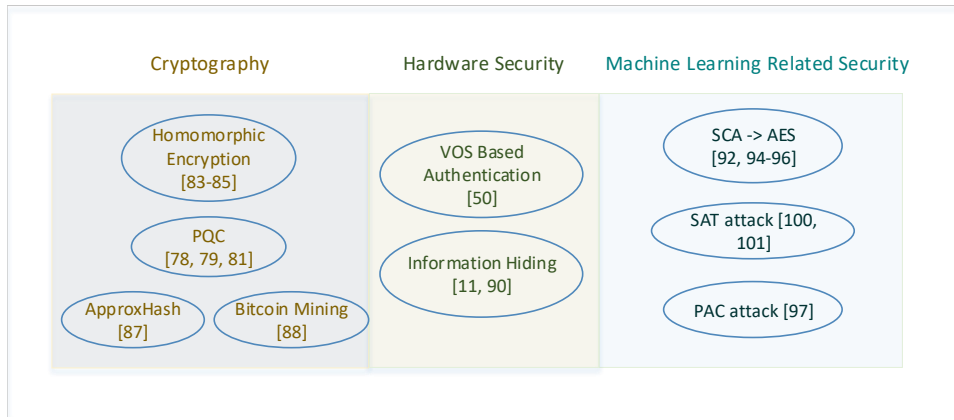 Cryptography
Hardware Security
Machine Learning Related Security
Homomorphic
Encryption
[83-85]
PQC
[78, 79, 81]
ApproxHash
[87]
Bitcoin Mining
[88]
VOS Based
Authentication
[50]
Information Hiding
[11, 90]
SCA -> AES
[92, 94-96]
SAT attack [100,
101]
PAC attack [97]